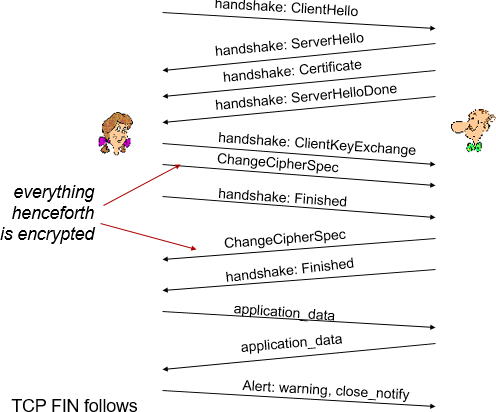 handshake: ClientHello
handshake: ServerHello
handshake: Certificate
handshake: ServerHelloDone
handshake: ClientKeyExchange
ChangeCipherSpec
everything
henceforth
is encrypted
handshake: Finished
ChangeCipherSpec
handshake: Finished
application_data
application_data
Alert: warning, close_notify
TCP FIN follows